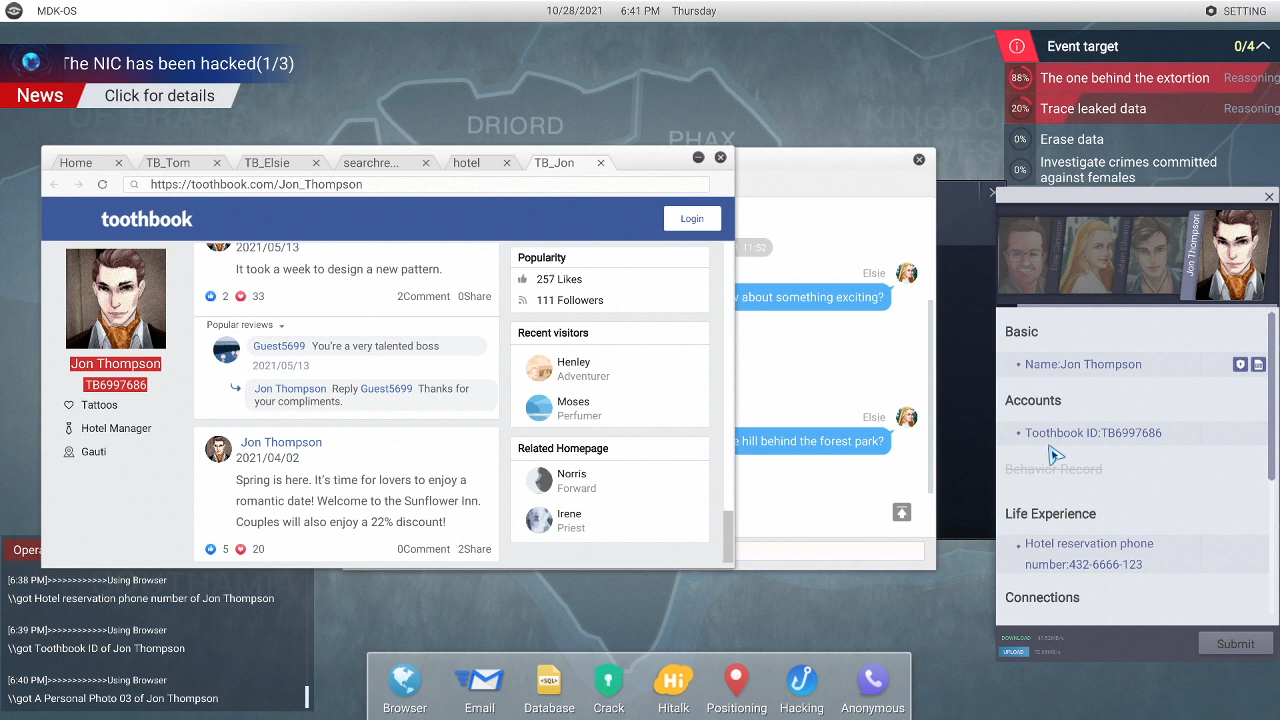 MDK-OS
10/28/2021 6:41 PM Thursday
SETTING
The NIC has been hacked(1/3)
News
Click for details
DRIORD
PHAX
Event target
0/4
88%
The one behind the extortion
Reasoning
20%
Trace leaked data
Reasoning
0%
Erase data
0%
Investigate crimes committed
against females
Home
TB_Tom
TB_Elsie
searchre...
hotel
TB_Jon
https://toothbook.com/Jon_Thompson
toothbook
Login
Jon Thompson
TB6997686
Tattoos
Hotel Manager
Gauti
2021/05/13
It took a week to design a new pattern.
2 33 2Comment 0Share
Popular reviews
Guest5699 You're a very talented boss
2021/05/13
Jon Thompson Reply Guest5699 Thanks for
your compliments.
Jon Thompson
2021/04/02
Spring is here. It's time for lovers to enjoy a
romantic date! Welcome to the Sunflower Inn.
Couples will also enjoy a 22% discount!
5 20 0Comment 2Share
Popularity
257 Likes
111 Followers
Recent visitors
Henley
Adventurer
Moses
Perfumer
Related Homepage
Norris
Forward
Irene
Priest
11:52
Elsie
about something exciting?
Elsie
hill behind the forest park?
Jon Thompson
Basic
Name:Jon Thompson
Accounts
Toothbook ID:TB6997686
Behavior Record
Life Experience
Hotel reservation phone
number:432-6666-123
Connections
DOWNLOAD
UPLOAD
Submit
Opera
[6:38 PM]>>>>>>>>>>>>Using Browser
\\got Hotel reservation phone number of Jon Thompson
[6:39 PM]>>>>>>>>>>>>Using Browser
\\got Toothbook ID of Jon Thompson
[6:40 PM]>>>>>>>>>>>>Using Browser
\\got A Personal Photo 03 of Jon Thompson
<SQL>
Hi
Browser
Email
Database
Crack
Hitalk
Positioning
Hacking
Anonymous